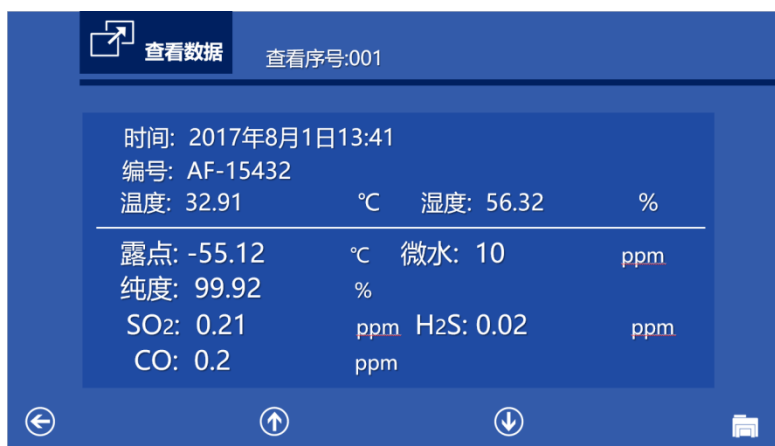 查看数据 查看序号:001
时间: 2017年8月1日13:41
编号: AF-15432
温度: 32.91 ℃ 湿度: 56.32 %
露点: -55.12 ℃ 微水: 10 ppm
纯度: 99.92 %
SO2: 0.21 ppm H2S: 0.02 ppm
CO: 0.2 ppm